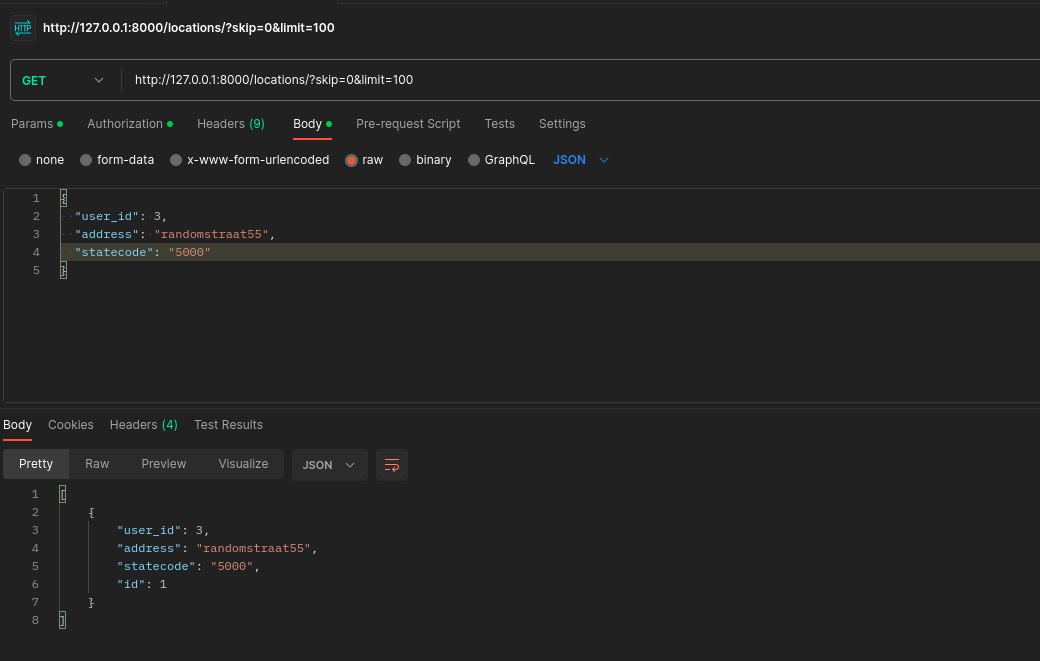 HTTP http://127.0.0.1:8000/locations/?skip=0&limit=100
GET http://127.0.0.1:8000/locations/?skip=0&limit=100
Params Authorization Headers (9) Body Pre-request Script Tests Settings
none form-data x-www-form-urlencoded raw binary GraphQL JSON
1 {
2 "user_id": 3,
3 "address": "randomstraat55",
4 "statecode": "5000"
5 }
Body Cookies Headers (4) Test Results
Pretty Raw Preview Visualize JSON
1 [
2 {
3 "user_id": 3,
4 "address": "randomstraat55",
5 "statecode": "5000",
6 "id": 1
7 }
8 ]